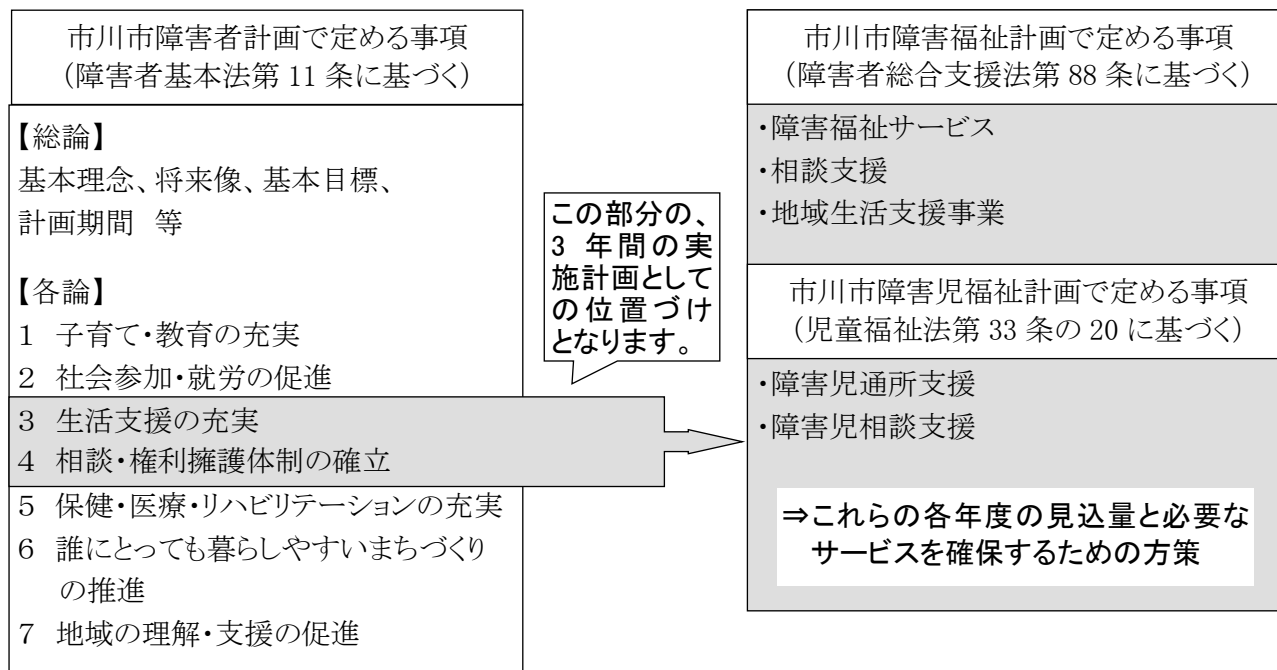 市川市障害者計画で定める事項
(障害者基本法第 11 条に基づく)
【総論】
基本理念、将来像、基本目標、
計画期間 等
【各論】
1 子育て・教育の充実
2 社会参加・就労の促進
3 生活支援の充実
4 相談・権利擁護体制の確立
5 保健・医療・リハビリテーションの充実
6 誰にとっても暮らしやすいまちづくり
の推進
7 地域の理解・支援の促進
この部分の、
3 年間の実
施計画として
の位置づけ
となります。
市川市障害福祉計画で定める事項
(障害者総合支援法第 88 条に基づく)
・障害福祉サービス
・相談支援
・地域生活支援事業
市川市障害児福祉計画で定める事項
(児童福祉法第 33 条の 20 に基づく)
・障害児通所支援
・障害児相談支援
⇒これらの各年度の見込量と必要な
サービスを確保するための方策